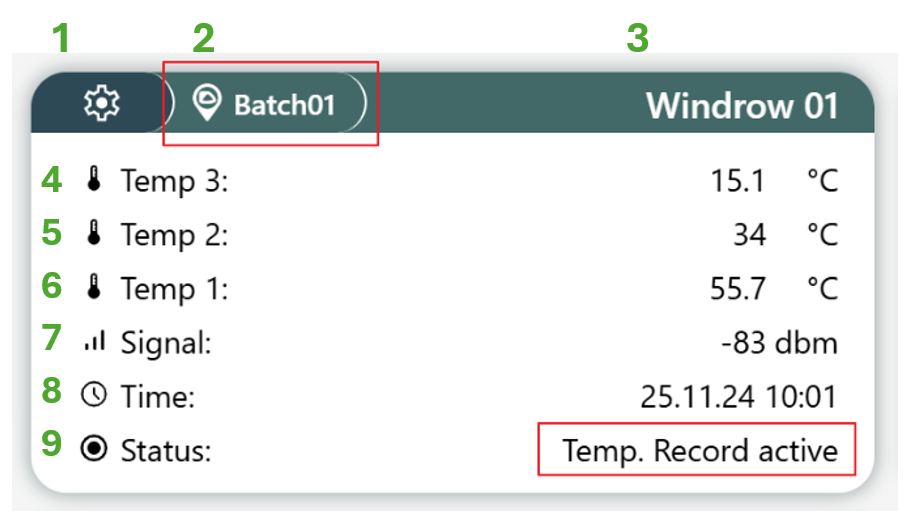 1 2 3
Batch01 Windrow 01
4 Temp 3: 15.1 °C
5 Temp 2: 34 °C
6 Temp 1: 55.7 °C
7 Signal: -83 dbm
8 Time: 25.11.24 10:01
9 Status: Temp. Record active